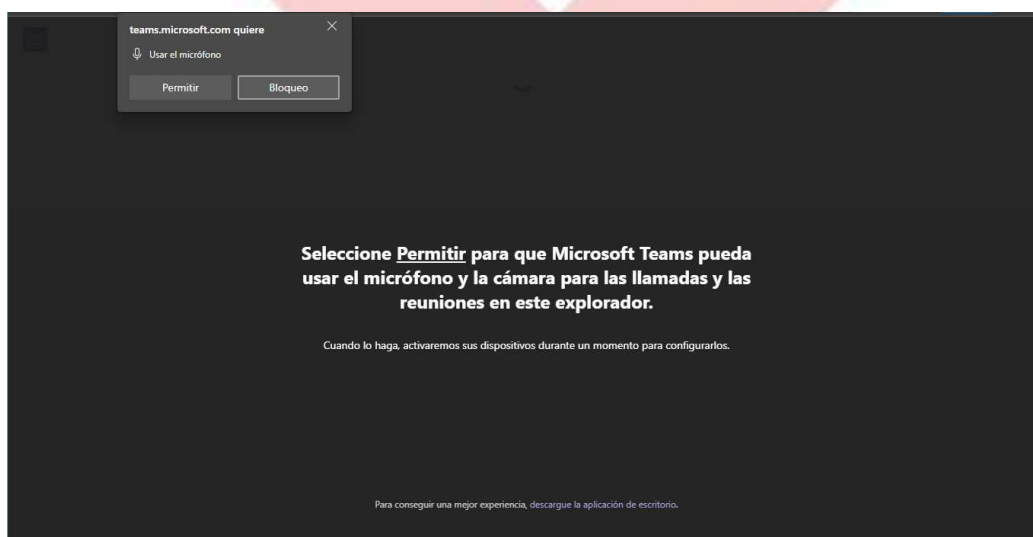 teams.microsoft.com quiere
Usar el micrófono
Permitir
Bloqueo
Seleccione Permitir para que Microsoft Teams pueda
usar el micrófono y la cámara para las llamadas y las
reuniones en este explorador.
Cuando lo haga, activaremos sus dispositivos durante un momento para configurarlos.
Para conseguir una mejor experiencia, descargue la aplicación de escritorio.